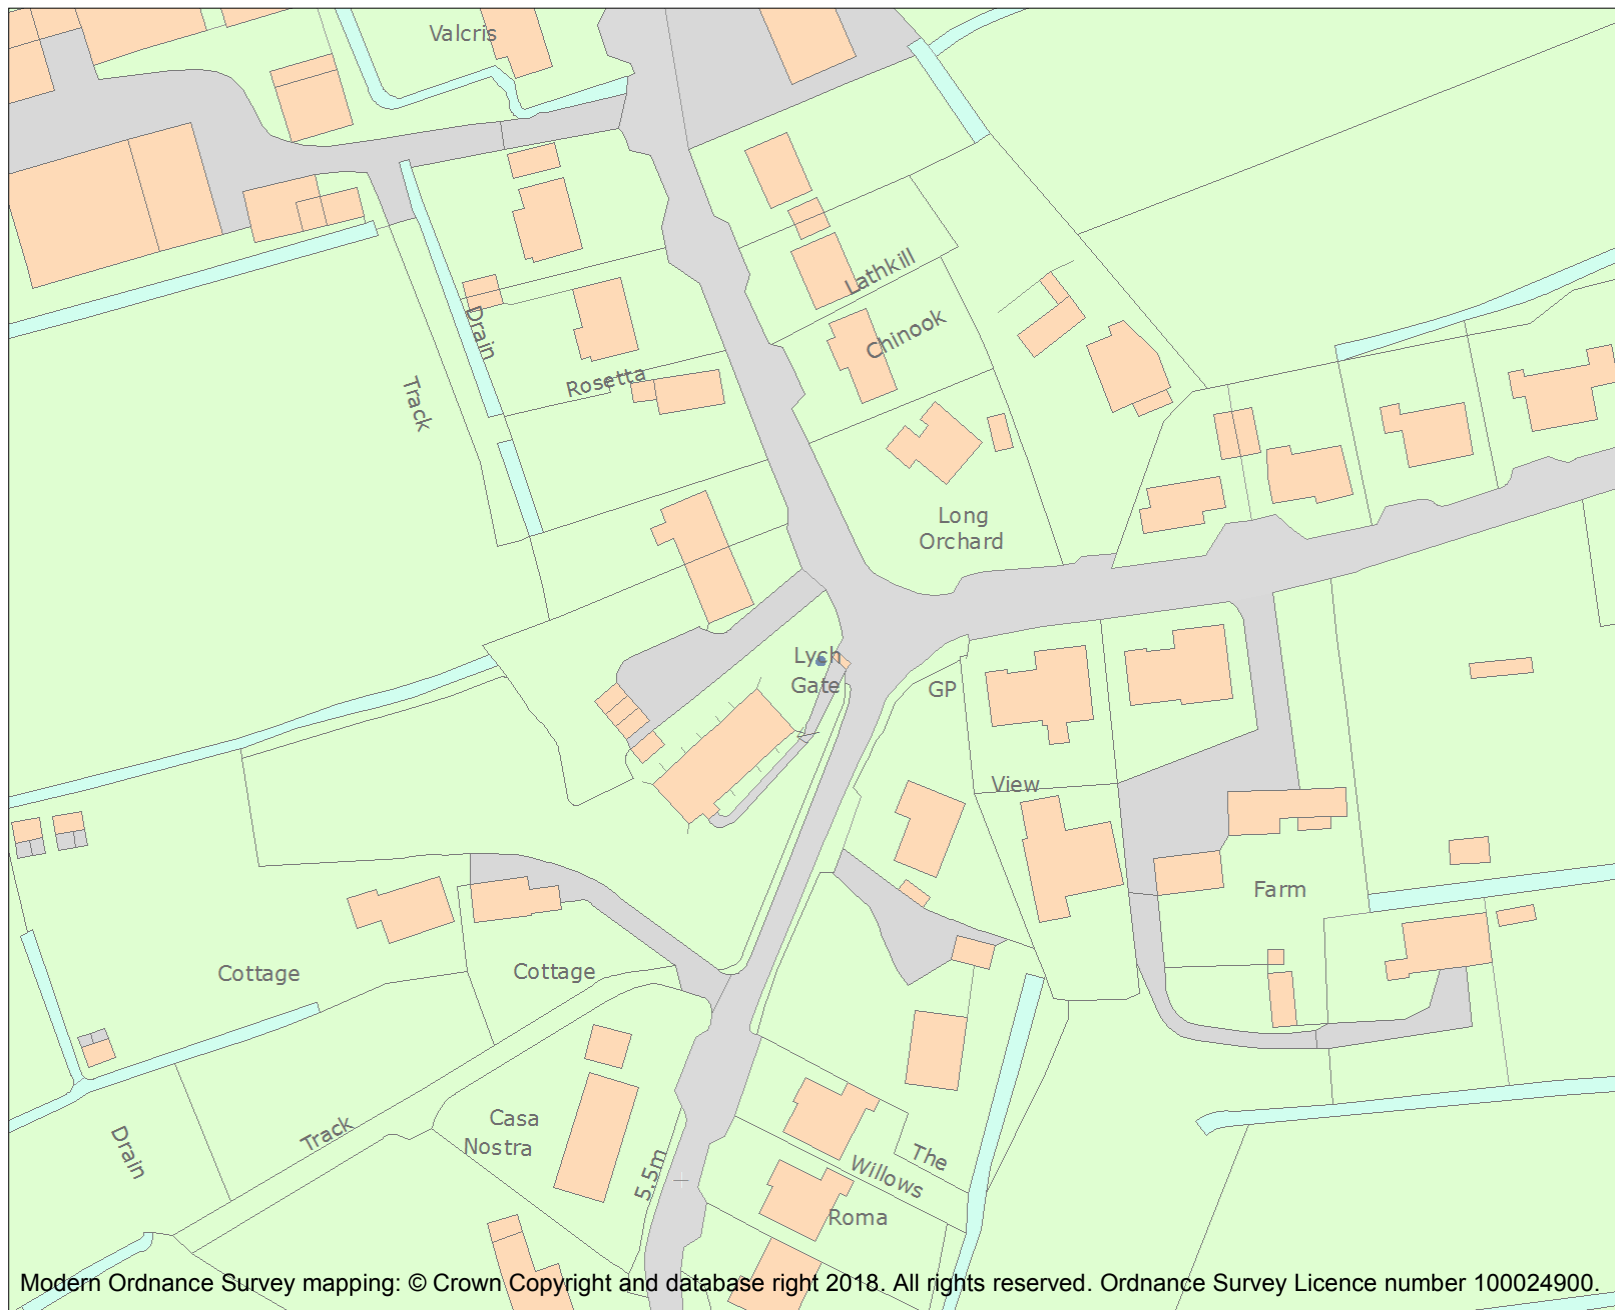 Valcris
Lathkill
Chinook
Drain
Rosetta
Track
Long
Orchard
Lych
Gate
GP
View
Farm
Cottage
Cottage
Casa
Nostra
Track
Drain
5.5m
The
Willows
Roma
Modern Ordnance Survey mapping: © Crown Copyright and database right 2018. All rights reserved. Ordnance Survey Licence number 100024900.